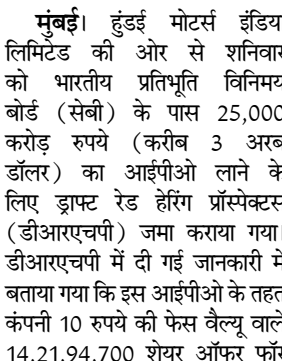 मुंबई। हुंडई मोटर्स इंडिया
लिमिटेड की ओर से शनिवार
को भारतीय प्रतिभूति विनिमय
बोर्ड (सेबी) के पास 25,000
करोड़ रुपये (करीब 3 अरब
डॉलर) का आईपीओ लाने के
लिए ड्राफ्ट रेड हेरिंग प्रॉस्पेक्टस
(डीआरएचपी) जमा कराया गया।
डीआरएचपी में दी गई जानकारी में
बताया गया कि इस आईपीओ के तहत
कंपनी 10 रुपये की फेस वैल्यू वाले
14,21,94,700 शेयर ऑफर फॉर